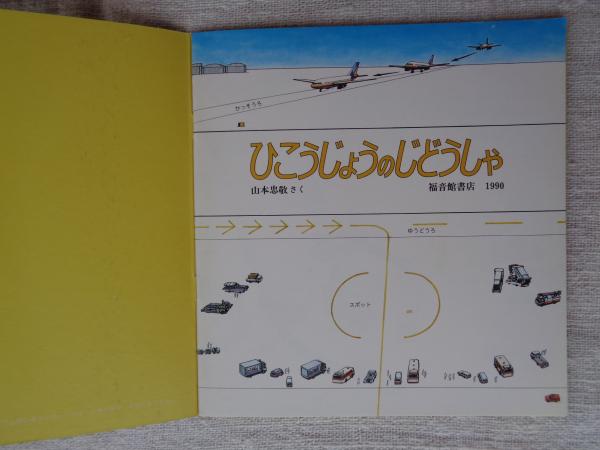 かっそうろ
ひこうじょうのじどうしゃ
山本忠敬 さく 福音館書店 1990
ゆうどうろ
スポット